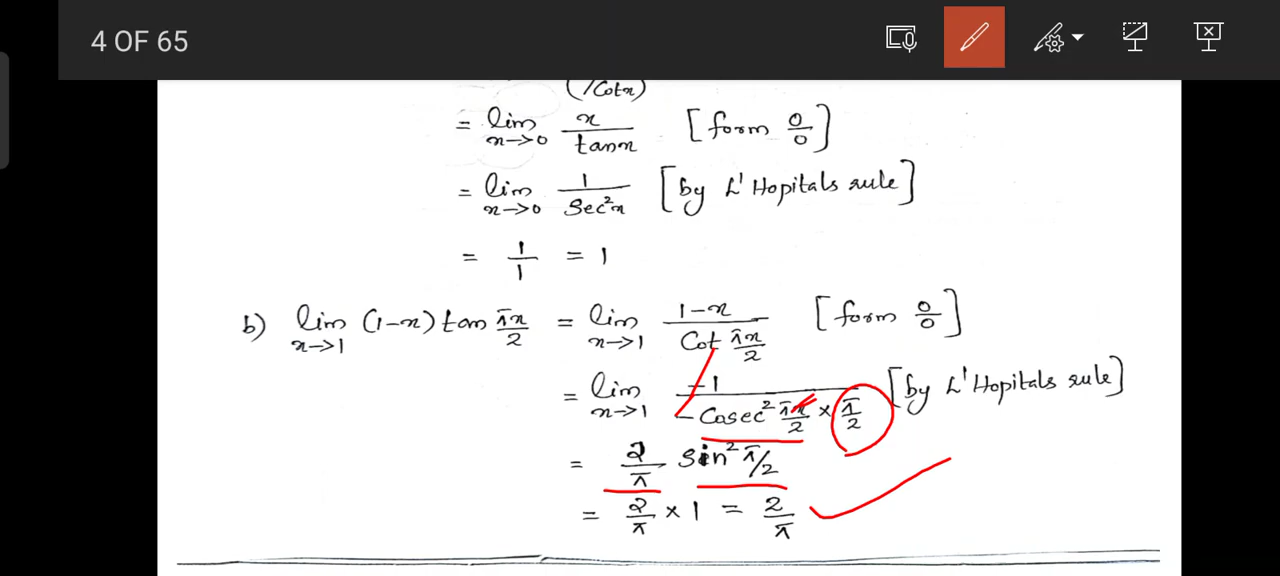 4 OF 65
(1/Cotx)
= lim x→0 x/tanx [form 0/0]
= lim x→0 1/Sec²x [by L'Hopitals rule]
= 1/1 = 1
b) lim x→1 (1-x) tan πx/2 = lim x→1 1-x/Cot πx/2 [form 0/0]
= lim x→1 -1/-Cosec² πx/2 × π/2 [by L'Hopitals rule]
= 2/π Sin² π/2
= 2/π × 1 = 2/π